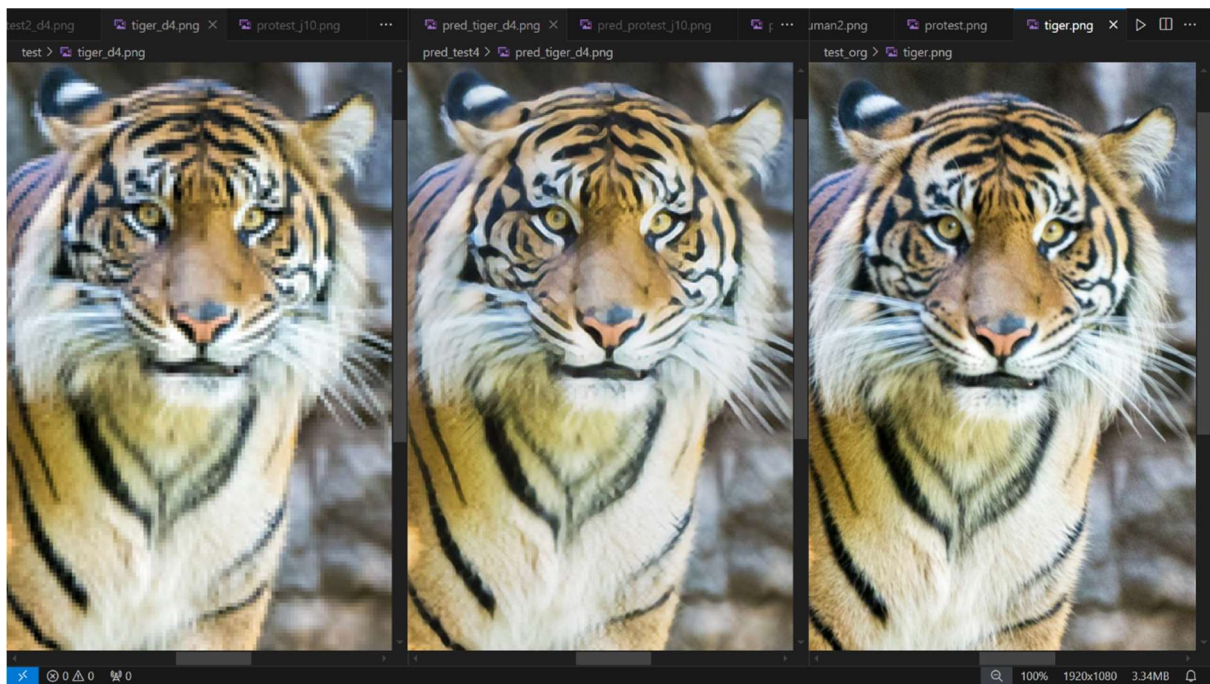 test2_d4.png tiger_d4.png protest_j10.png
test > tiger_d4.png
pred_tiger_d4.png pred_protest_j10.png
pred_test4 > pred_tiger_d4.png
uman2.png protest.png tiger.png
test_org > tiger.png
0 0 0
100% 1920x1080 3.34MB